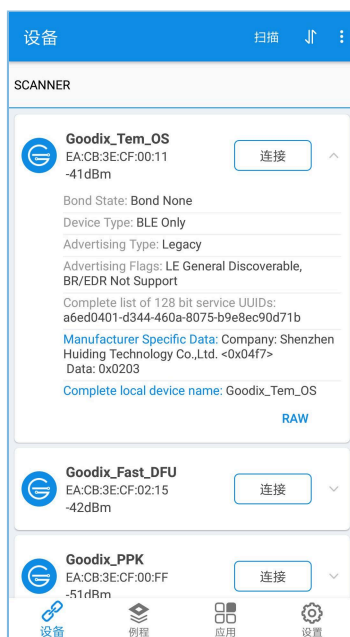 设备 扫描
SCANNER
Goodix_Tem_OS
EA:CB:3E:CF:00:11
-41dBm
连接
Bond State: Bond None
Device Type: BLE Only
Advertising Type: Legacy
Advertising Flags: LE General Discoverable,
BR/EDR Not Support
Complete list of 128 bit service UUIDs:
a6ed0401-d344-460a-8075-b9e8ec90d71b
Manufacturer Specific Data: Company: Shenzhen
Huiding Technology Co.,Ltd. <0x04f7>
Data: 0x0203
Complete local device name: Goodix_Tem_OS
RAW
Goodix_Fast_DFU
EA:CB:3E:CF:02:15
-42dBm
连接
Goodix_PPK
EA:CB:3E:CF:00:FF
-51dBm
连接
设备 例程 应用 设置